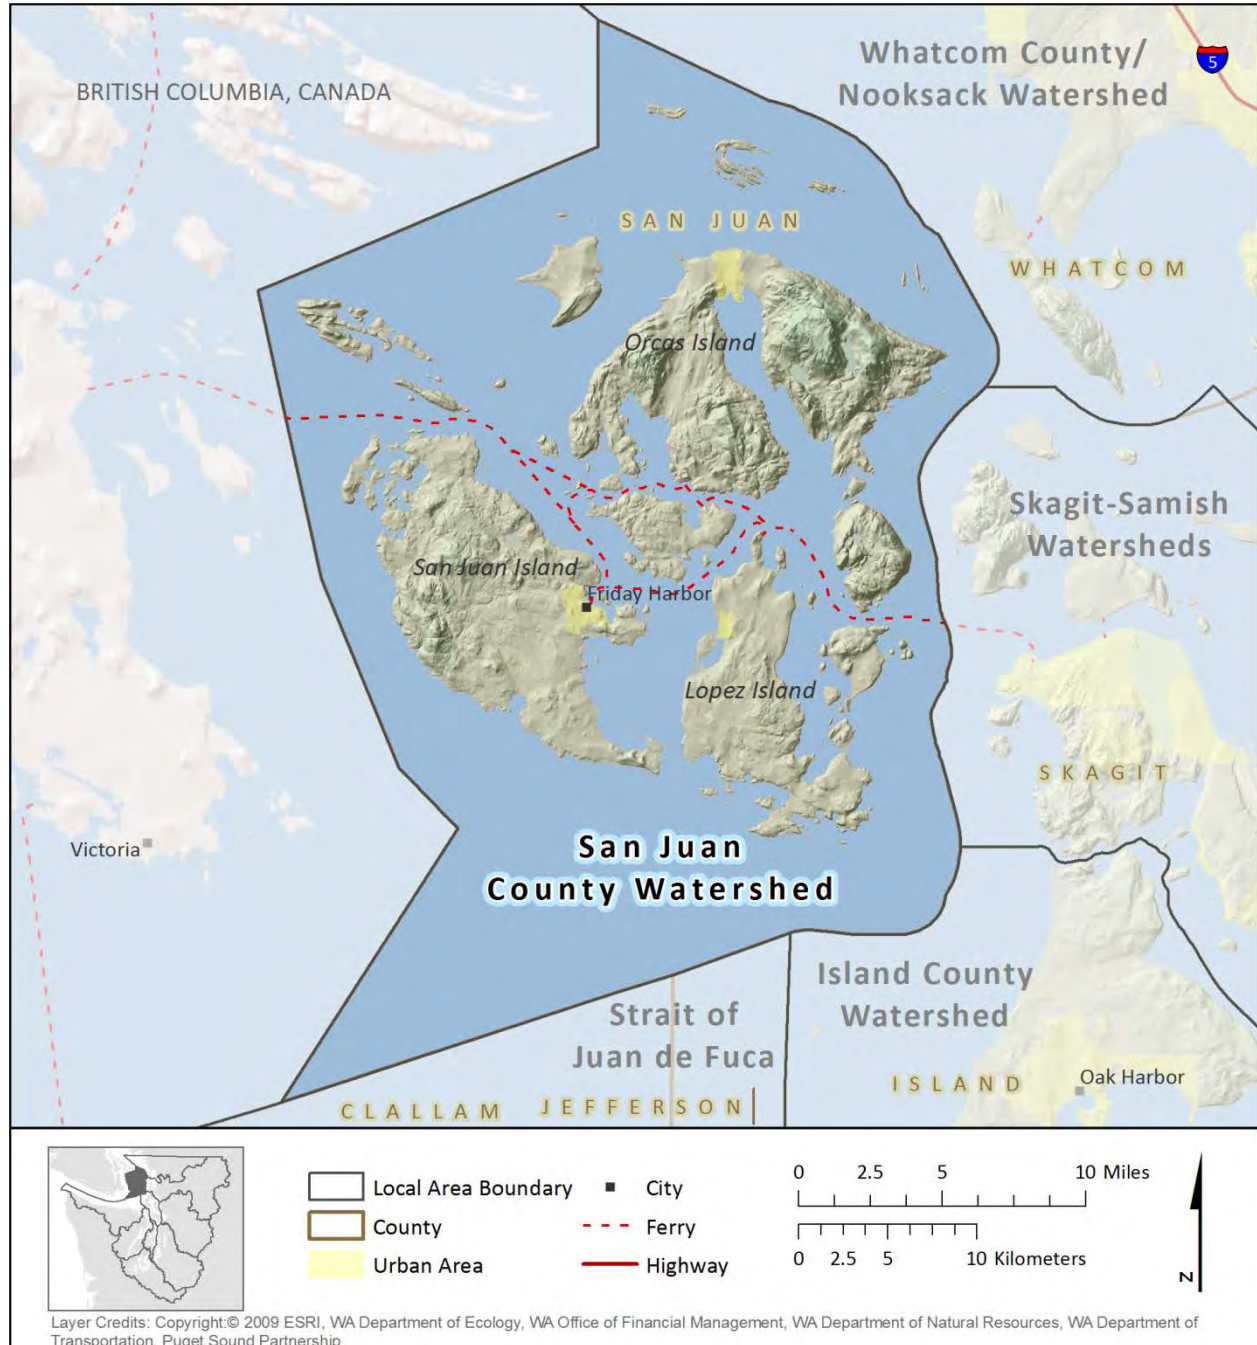 Whatcom County/
Nooksack Watershed
5
BRITISH COLUMBIA, CANADA
SAN JUAN
WHATCOM
Orcas Island
Skagit-Samish
Watersheds
San Juan Island
Friday Harbor
Lopez Island
SKAGIT
Victoria
San Juan
County Watershed
Island County
Watershed
Strait of
Juan de Fuca
ISLAND
Oak Harbor
CLALLAM
JEFFERSON
Local Area Boundary
County
Urban Area
City
Ferry
Highway
0 2.5 5 10 Miles
0 2.5 5 10 Kilometers
N
Layer Credits: Copyright:© 2009 ESRI, WA Department of Ecology, WA Office of Financial Management, WA Department of Natural Resources, WA Department of
Transportation, Puget Sound Partnership